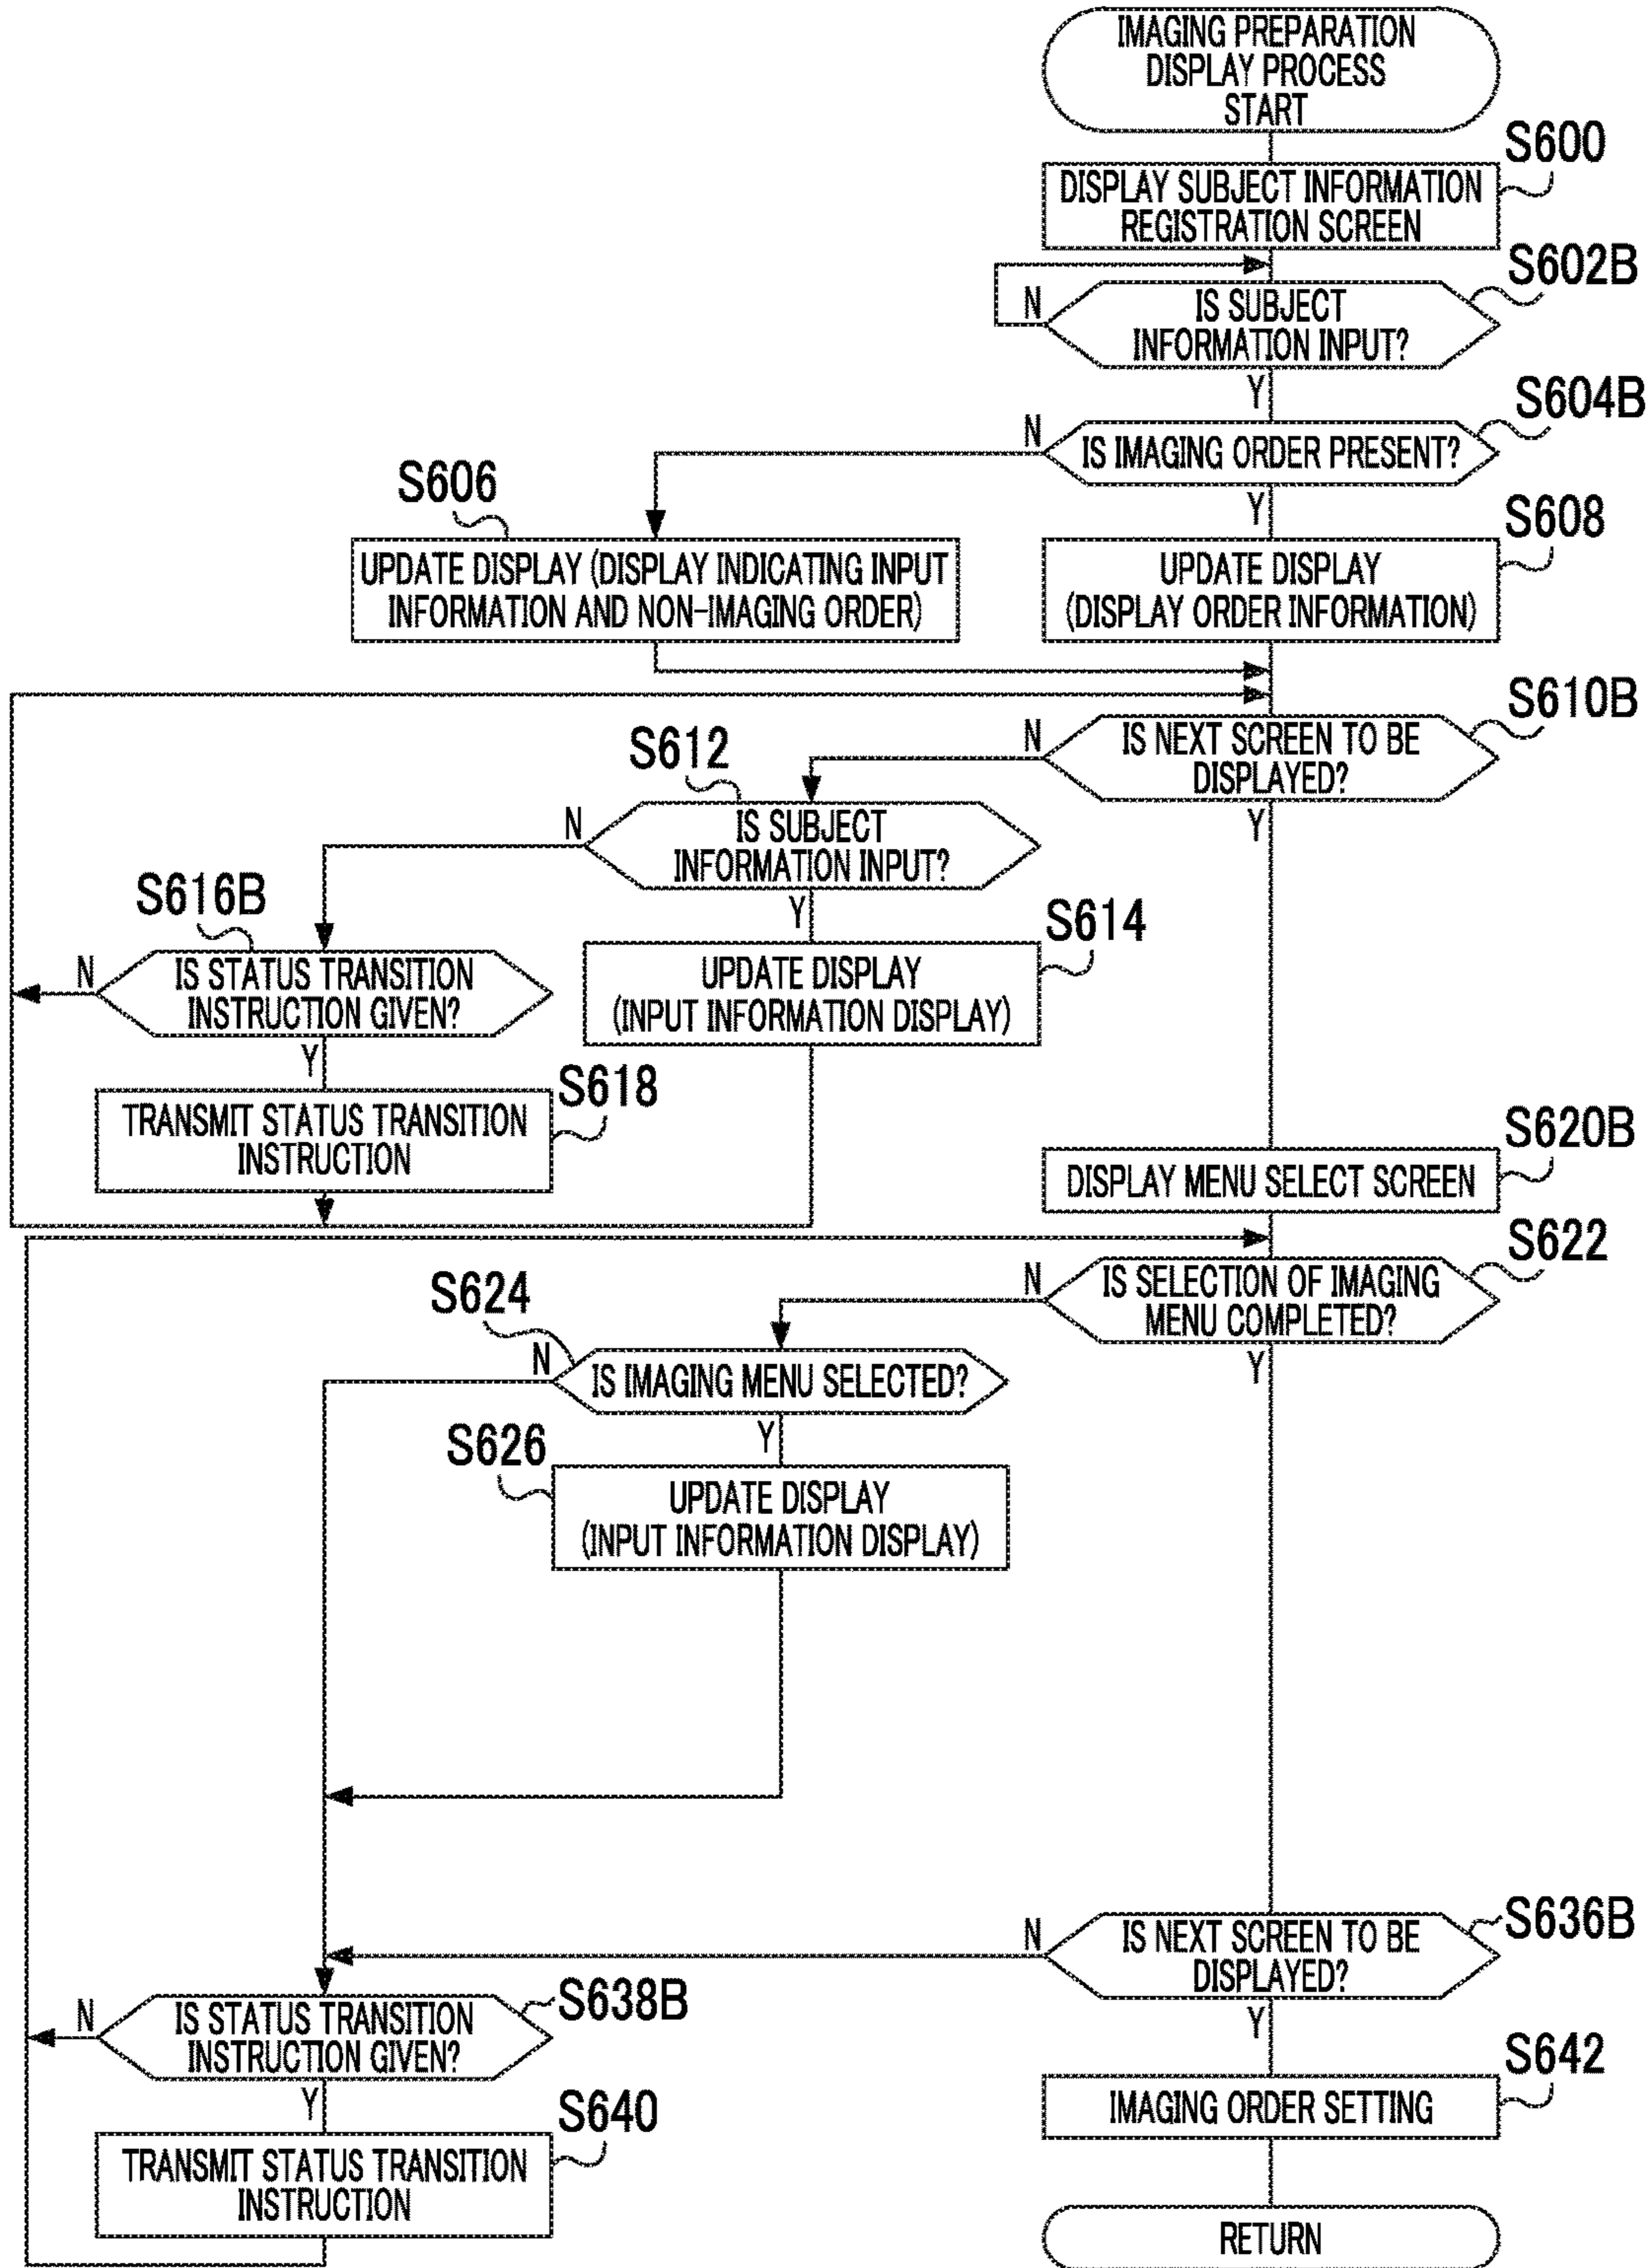 IMAGING PREPARATION
DISPLAY PROCESS
START
S600
DISPLAY SUBJECT INFORMATION
REGISTRATION SCREEN
S602B
N
IS SUBJECT
INFORMATION INPUT?
Y
S604B
N
IS IMAGING ORDER PRESENT?
Y
S606
S608
UPDATE DISPLAY (DISPLAY INDICATING INPUT
INFORMATION AND NON-IMAGING ORDER)
UPDATE DISPLAY
(DISPLAY ORDER INFORMATION)
S610B
N
IS NEXT SCREEN TO BE
DISPLAYED?
Y
S612
N
IS SUBJECT
INFORMATION INPUT?
Y
S616B
N
IS STATUS TRANSITION
INSTRUCTION GIVEN?
Y
S614
UPDATE DISPLAY
(INPUT INFORMATION DISPLAY)
S618
TRANSMIT STATUS TRANSITION
INSTRUCTION
S620B
DISPLAY MENU SELECT SCREEN
S622
N
IS SELECTION OF IMAGING
MENU COMPLETED?
Y
S624
N
IS IMAGING MENU SELECTED?
Y
S626
UPDATE DISPLAY
(INPUT INFORMATION DISPLAY)
S636B
N
IS NEXT SCREEN TO BE
DISPLAYED?
Y
S638B
N
IS STATUS TRANSITION
INSTRUCTION GIVEN?
Y
S642
IMAGING ORDER SETTING
S640
TRANSMIT STATUS TRANSITION
INSTRUCTION
RETURN